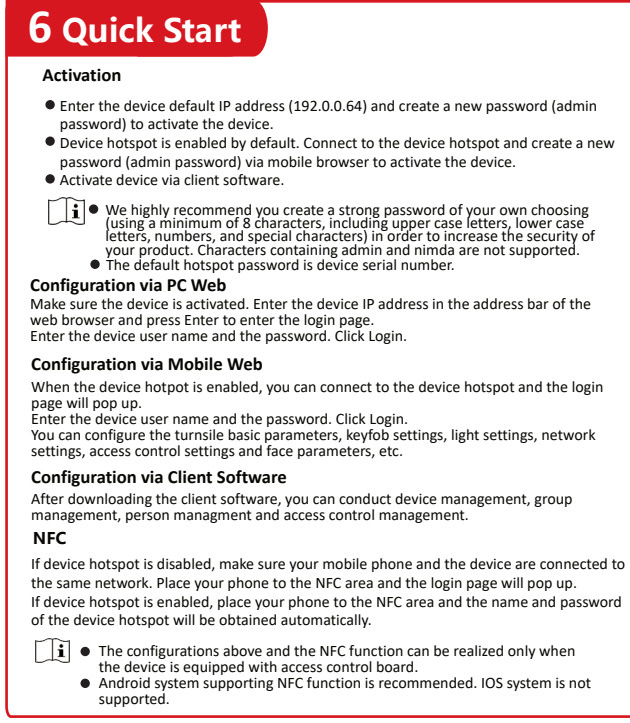 6 Quick Start
Activation
● Enter the device default IP address (192.0.0.64) and create a new password (admin
password) to activate the device.
● Device hotspot is enabled by default. Connect to the device hotspot and create a new
password (admin password) via mobile browser to activate the device.
● Activate device via client software.
● We highly recommend you create a strong password of your own choosing
(using a minimum of 8 characters, including upper case letters, lower case
letters, numbers, and special characters) in order to increase the security of
your product. Characters containing admin and nimda are not supported.
● The default hotspot password is device serial number.
Configuration via PC Web
Make sure the device is activated. Enter the device IP address in the address bar of the
web browser and press Enter to enter the login page.
Enter the device user name and the password. Click Login.
Configuration via Mobile Web
When the device hotpot is enabled, you can connect to the device hotspot and the login
page will pop up.
Enter the device user name and the password. Click Login.
You can configure the turnsile basic parameters, keyfob settings, light settings, network
settings, access control settings and face parameters, etc.
Configuration via Client Software
After downloading the client software, you can conduct device management, group
management, person managment and access control management.
NFC
If device hotspot is disabled, make sure your mobile phone and the device are connected to
the same network. Place your phone to the NFC area and the login page will pop up.
If device hotspot is enabled, place your phone to the NFC area and the name and password
of the device hotspot will be obtained automatically.
● The configurations above and the NFC function can be realized only when
the device is equipped with access control board.
● Android system supporting NFC function is recommended. IOS system is not
supported.